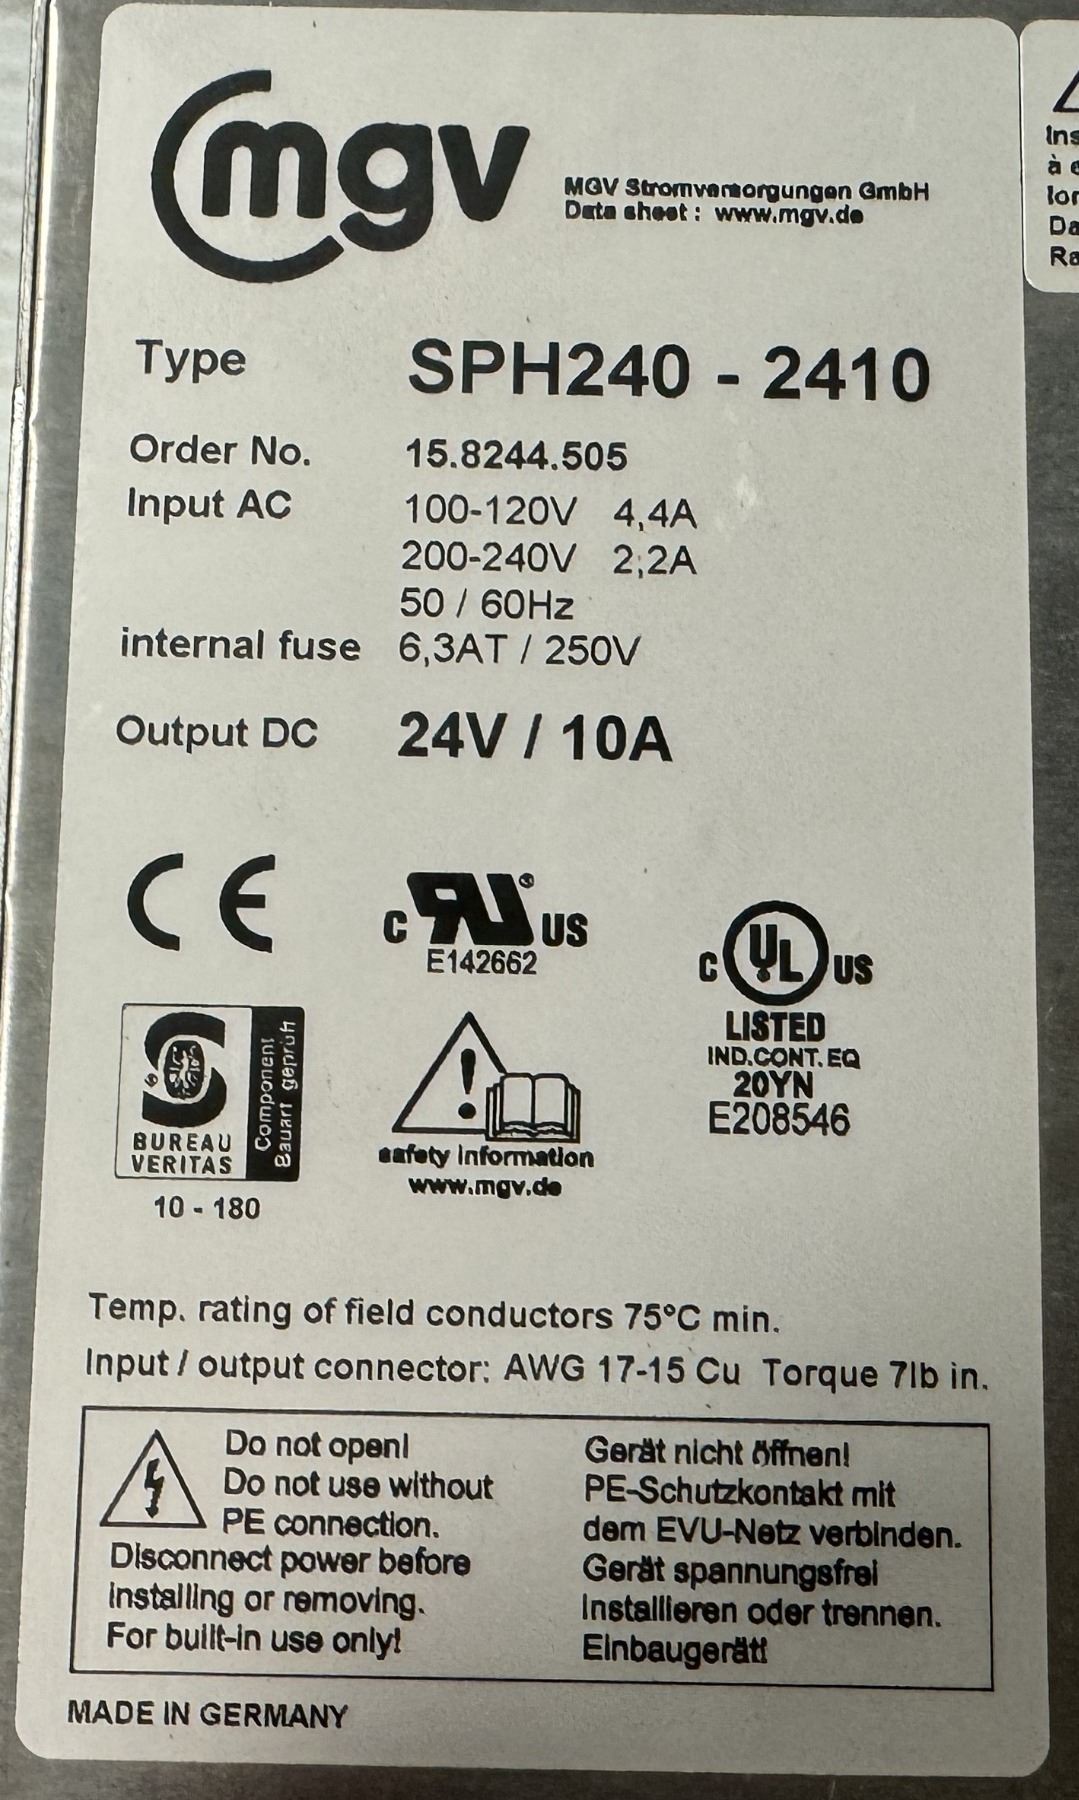 mgv
MGV Stromversorgungen GmbH
Data sheet : www.mgv.de
Type SPH240 - 2410
Order No. 15.8244.505
Input AC 100-120V 4,4A
200-240V 2,2A
50 / 60Hz
internal fuse 6,3AT / 250V
Output DC 24V / 10A
CE
c RU ® US
E142662
c UL US
LISTED
IND.CONT.EQ
20YN
E208546
BUREAU
VERITAS
Component
Bauart geprüft
10 - 180
safety information
www.mgv.de
Temp. rating of field conductors 75°C min.
Input / output connector: AWG 17-15 Cu Torque 7lb in.
Do not open!
Do not use without
PE connection.
Disconnect power before
installing or removing.
For built-in use only!
Gerät nicht öffnen!
PE-Schutzkontakt mit
dem EVU-Netz verbinden.
Gerät spannungsfrei
installieren oder trennen.
Einbaugerät!
MADE IN GERMANY
Ins
à e
lor
Da
Ra